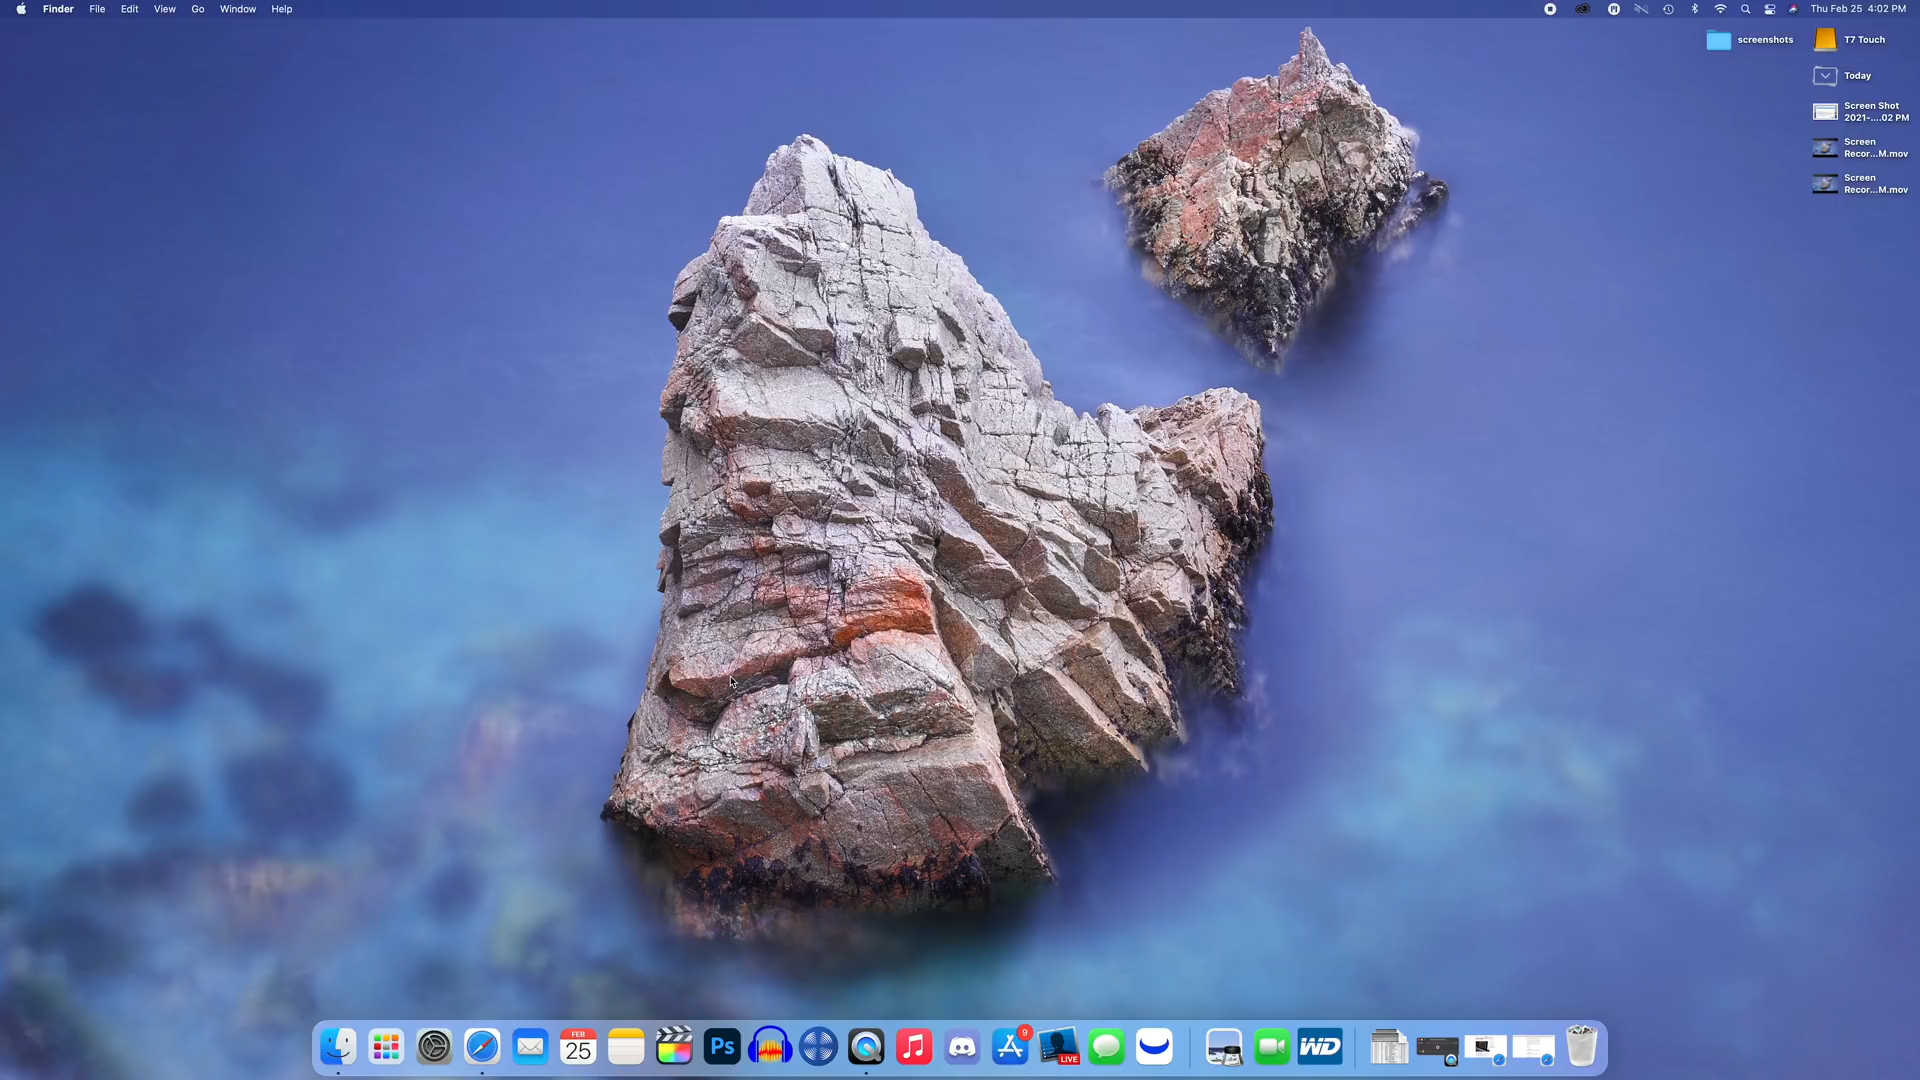 Finder File Edit View Go Window Help
Thu Feb 25 4:02 PM
screenshots
T7 Touch
Today
Screen Shot
2021-....02 PM
Screen
Recor...M.mov
Screen
Recor...M.mov
FEB
25
Ps
9
LIVE
WD